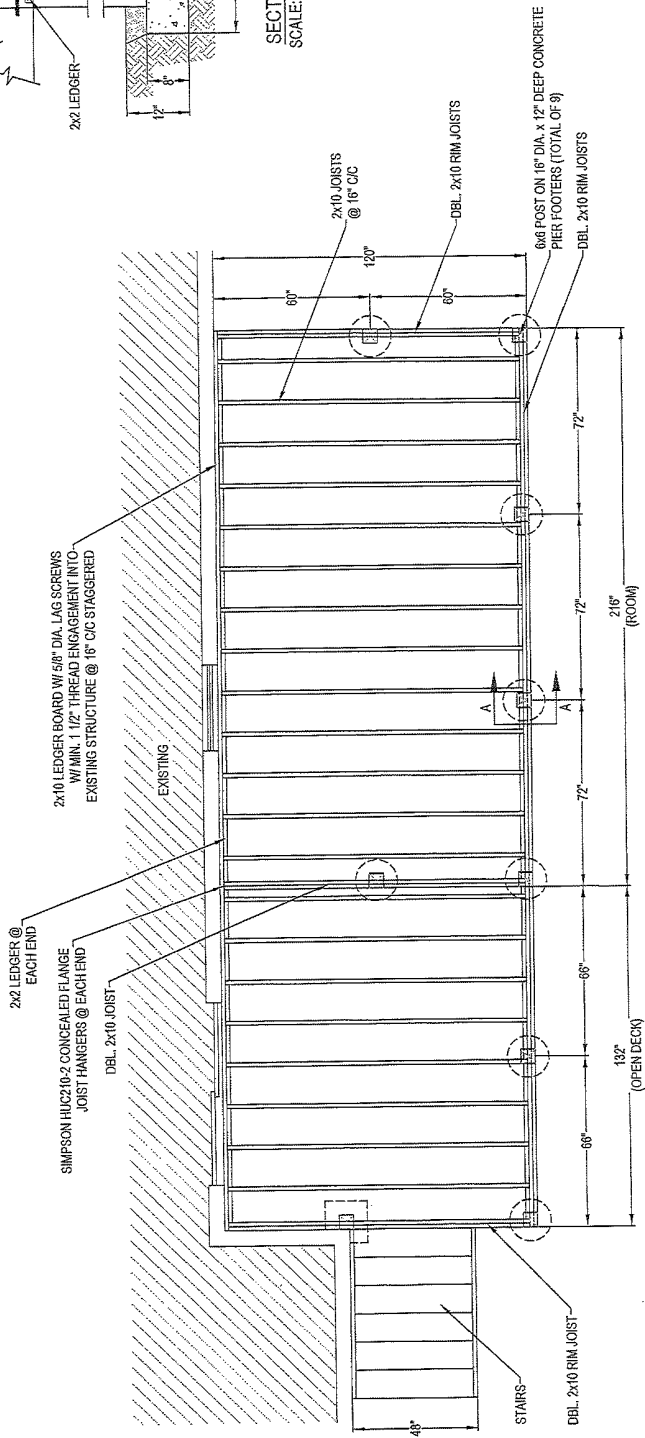 2x2 LEDGER
8"
12"
SECT
SCALE:
2x2 LEDGER @
EACH END
SIMPSON HUC210-2 CONCEALED FLANGE
JOIST HANGERS @ EACH END
DBL. 2x10 JOIST
2x10 LEDGER BOARD W/ 5/8" DIA. LAG SCREWS
W/ MIN. 1 1/2" THREAD ENGAGEMENT INTO
EXISTING STRUCTURE @ 16" C/C STAGGERED
EXISTING
2x10 JOISTS
@ 16" C/C
DBL. 2x10 RIM JOISTS
6x6 POST ON 16" DIA. x 12" DEEP CONCRETE
PIER FOOTERS (TOTAL OF 9)
DBL. 2x10 RIM JOISTS
60"
60"
120"
72"
72"
72"
216"
(ROOM)
A
A
66"
66"
132"
(OPEN DECK)
48"
STAIRS
DBL. 2x10 RIM JOIST